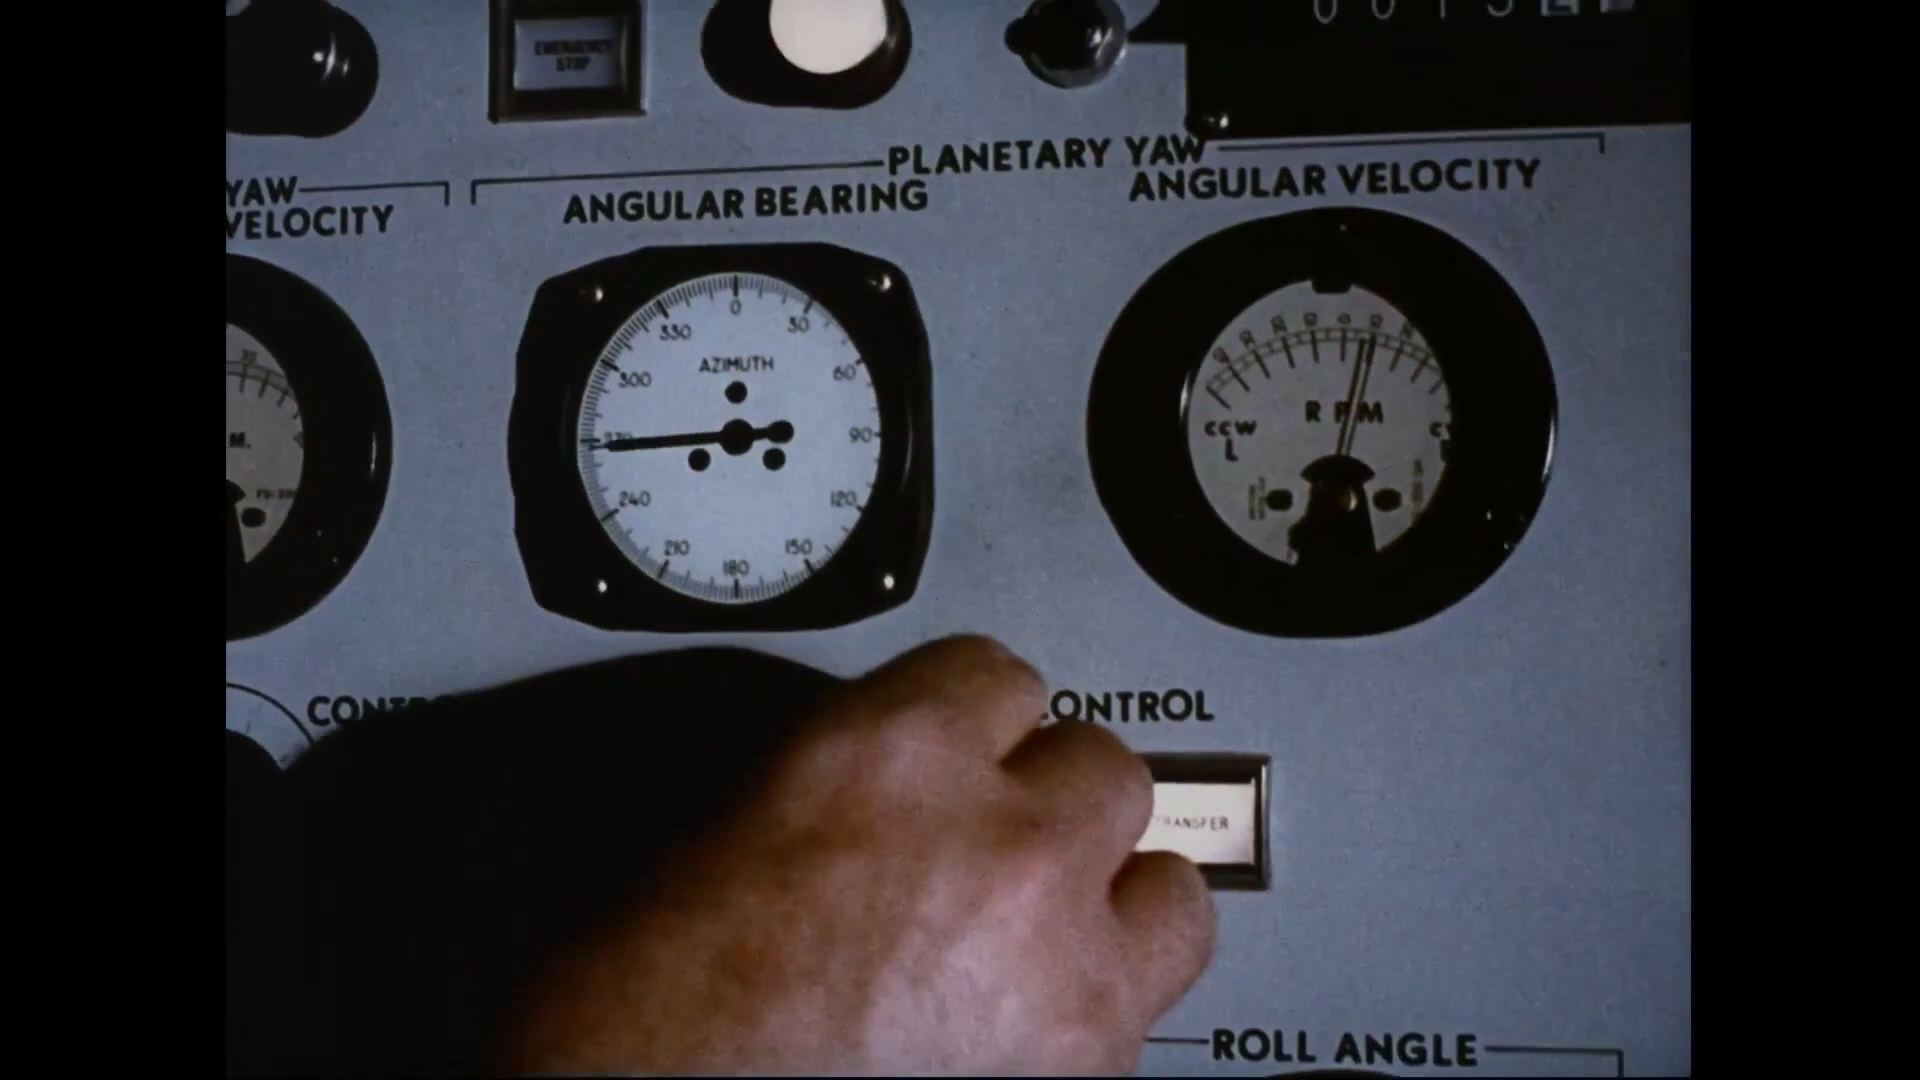 EMERGENCY
STOP
PLANETARY YAW
YAW
VELOCITY
ANGULAR BEARING
ANGULAR VELOCITY
0
30
60
90
120
150
180
210
240
300
330
AZIMUTH
RPM
CCW
L
M.
CONTROL
TRANSFER
ROLL ANGLE